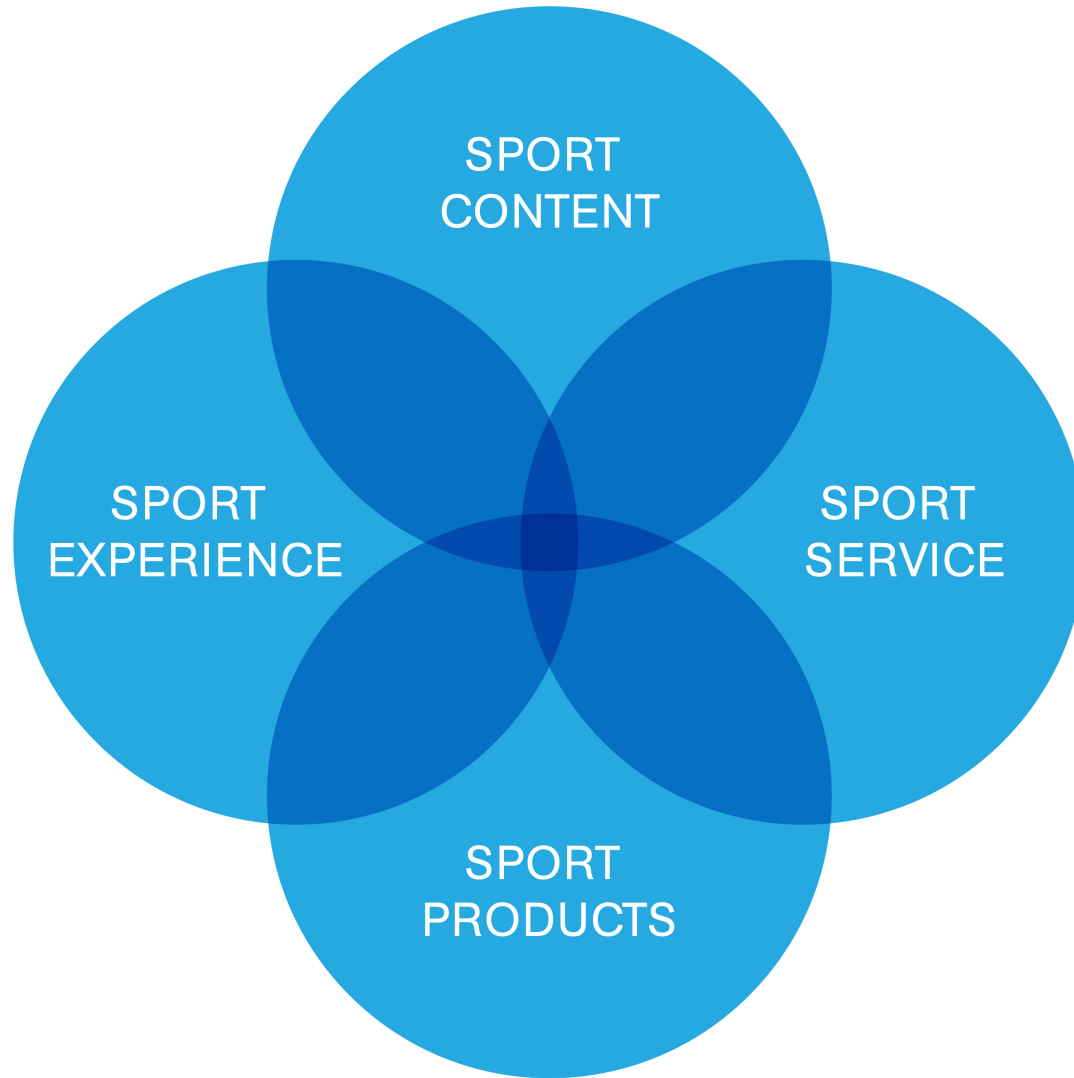 SPORT
CONTENT
SPORT
EXPERIENCE
SPORT
SERVICE
SPORT
PRODUCTS